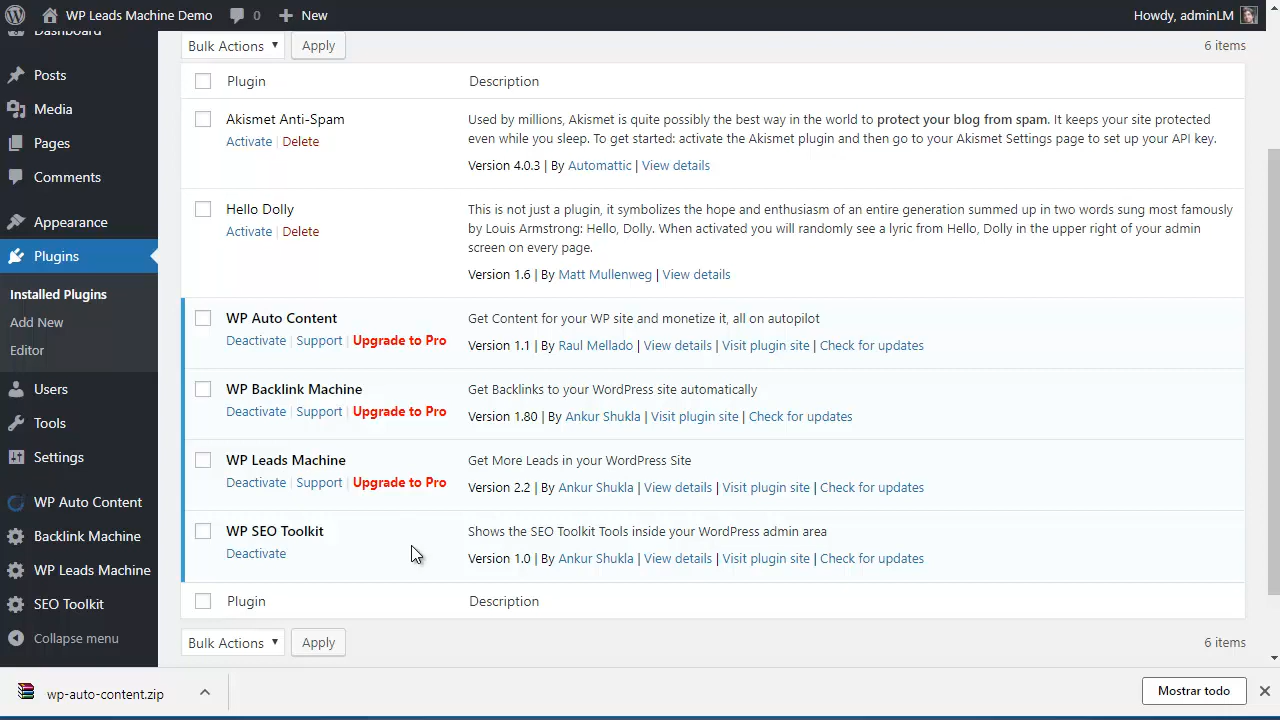 WP Leads Machine Demo 0 New Howdy, adminLM
Dashboard
Posts
Media
Pages
Comments
Appearance
Plugins
Installed Plugins
Add New
Editor
Users
Tools
Settings
WP Auto Content
Backlink Machine
WP Leads Machine
SEO Toolkit
Collapse menu
Bulk Actions Apply 6 items
Plugin Description
Akismet Anti-Spam
Activate | Delete
Used by millions, Akismet is quite possibly the best way in the world to protect your blog from spam. It keeps your site protected
even while you sleep. To get started: activate the Akismet plugin and then go to your Akismet Settings page to set up your API key.
Version 4.0.3 | By Automattic | View details
Hello Dolly
Activate | Delete
This is not just a plugin, it symbolizes the hope and enthusiasm of an entire generation summed up in two words sung most famously
by Louis Armstrong: Hello, Dolly. When activated you will randomly see a lyric from Hello, Dolly in the upper right of your admin
screen on every page.
Version 1.6 | By Matt Mullenweg | View details
WP Auto Content
Deactivate | Support | Upgrade to Pro
Get Content for your WP site and monetize it, all on autopilot
Version 1.1 | By Raul Mellado | View details | Visit plugin site | Check for updates
WP Backlink Machine
Deactivate | Support | Upgrade to Pro
Get Backlinks to your WordPress site automatically
Version 1.80 | By Ankur Shukla | Visit plugin site | Check for updates
WP Leads Machine
Deactivate | Support | Upgrade to Pro
Get More Leads in your WordPress Site
Version 2.2 | By Ankur Shukla | View details | Visit plugin site | Check for updates
WP SEO Toolkit
Deactivate
Shows the SEO Toolkit Tools inside your WordPress admin area
Version 1.0 | By Ankur Shukla | View details | Visit plugin site | Check for updates
Plugin Description
Bulk Actions Apply 6 items
wp-auto-content.zip Mostrar todo